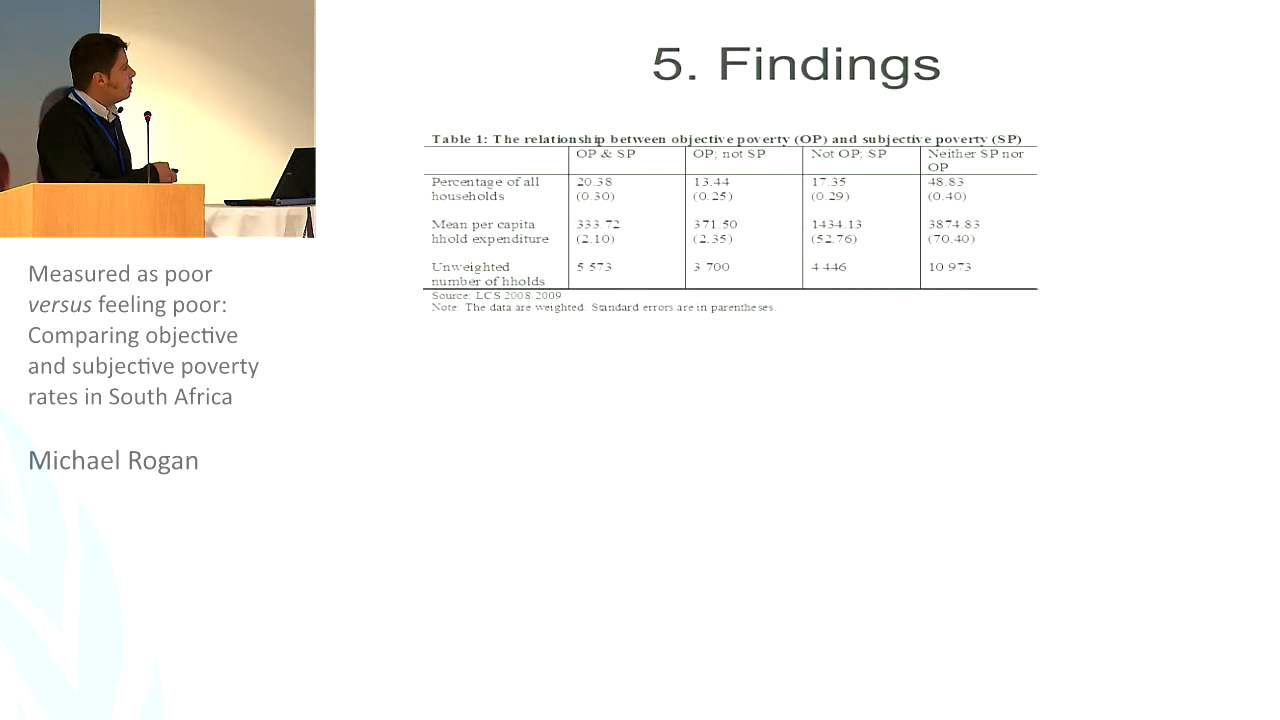 5. Findings
Table 1: The relationship between objective poverty (OP) and subjective poverty (SP)
OP & SP OP; not SP Not OP; SP Neither SP nor OP
Percentage of all households 20.38 (0.30) 13.44 (0.25) 17.35 (0.29) 48.83 (0.40)
Mean per capita hhold expenditure 333.72 (2.10) 371.50 (2.35) 1434.13 (52.76) 3874.83 (70.40)
Unweighted number of hholds 5 573 3 700 4 446 10 973
Source: LCS 2008-2009
Note: The data are weighted. Standard errors are in parentheses.
Measured as poor
versus feeling poor:
Comparing objective
and subjective poverty
rates in South Africa
Michael Rogan